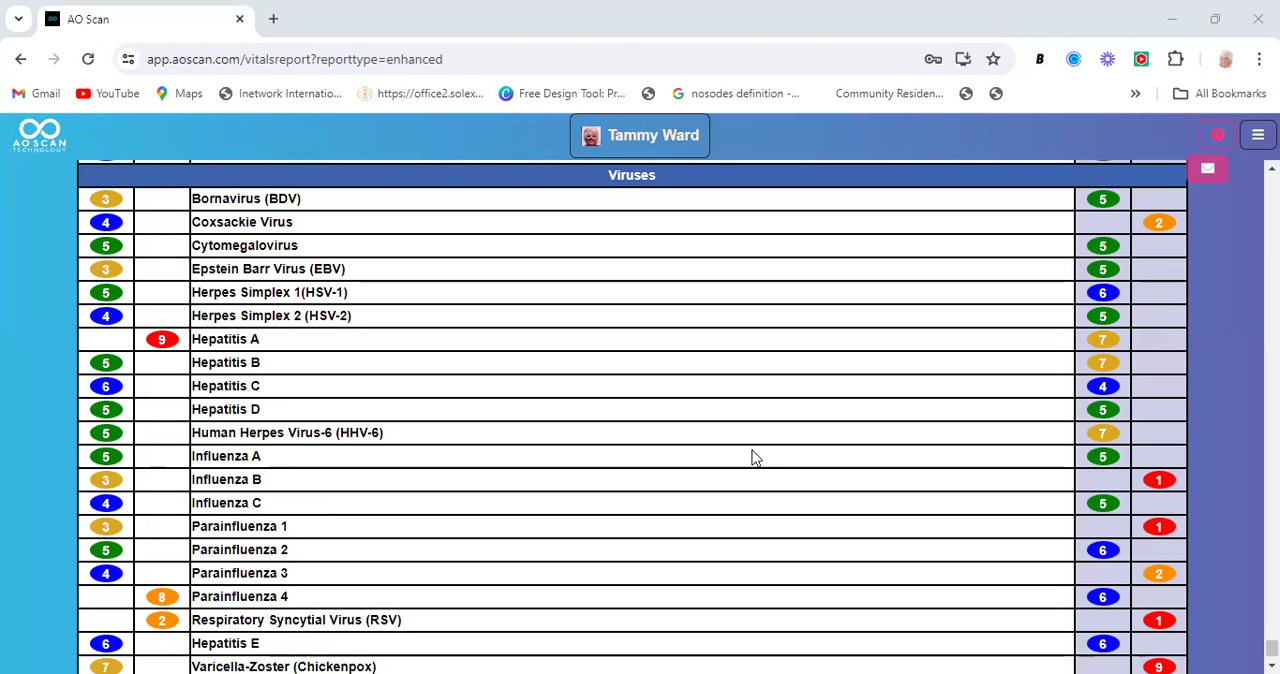 AO Scan
app.aoscan.com/vitalsreport?reporttype=enhanced
B
Gmail YouTube Maps Inetwork Internatio... https://office2.solex... Free Design Tool: Pr... nosodes definition -... Community Residen... » All Bookmarks
AO SCAN
TECHNOLOGY
Tammy Ward
Viruses
3 Bornavirus (BDV) 5
4 Coxsackie Virus 2
5 Cytomegalovirus 5
3 Epstein Barr Virus (EBV) 5
5 Herpes Simplex 1(HSV-1) 6
4 Herpes Simplex 2 (HSV-2) 5
9 Hepatitis A 7
5 Hepatitis B 7
6 Hepatitis C 4
5 Hepatitis D 5
5 Human Herpes Virus-6 (HHV-6) 7
5 Influenza A 5
3 Influenza B 1
4 Influenza C 5
3 Parainfluenza 1 1
5 Parainfluenza 2 6
4 Parainfluenza 3 2
8 Parainfluenza 4 6
2 Respiratory Syncytial Virus (RSV) 1
6 Hepatitis E 6
7 Varicella-Zoster (Chickenpox) 9